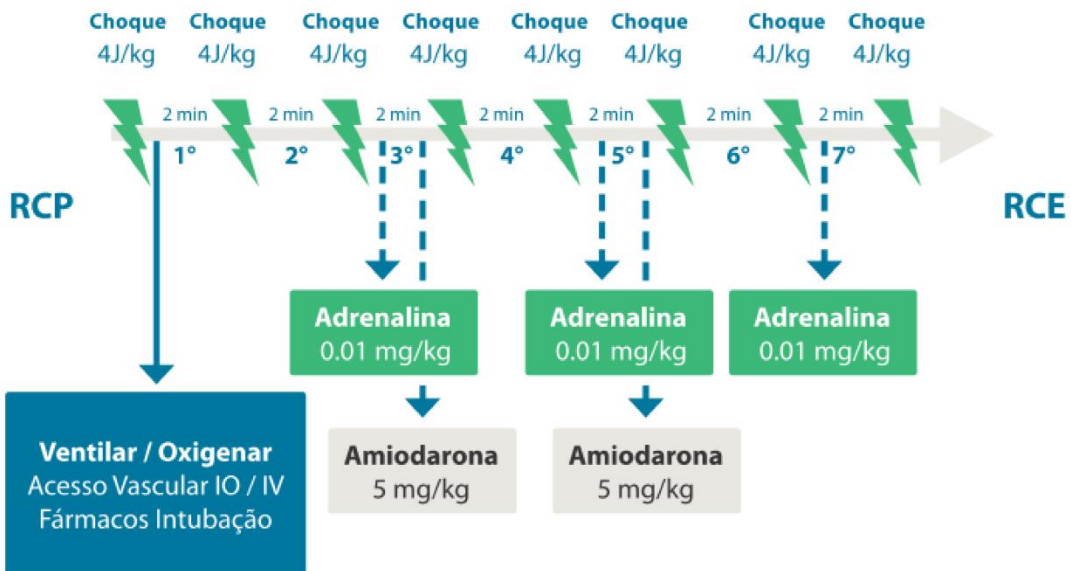 Choque
4J/kg
Choque
4J/kg
Choque
4J/kg
Choque
4J/kg
Choque
4J/kg
Choque
4J/kg
Choque
4J/kg
Choque
4J/kg
2 min
2 min
2 min
2 min
2 min
2 min
2 min
1°
2°
3°
4°
5°
6°
7°
RCP
RCE
Adrenalina
0.01 mg/kg
Adrenalina
0.01 mg/kg
Adrenalina
0.01 mg/kg
Ventilar / Oxigenar
Acesso Vascular IO / IV
Fármacos Intubação
Amiodarona
5 mg/kg
Amiodarona
5 mg/kg